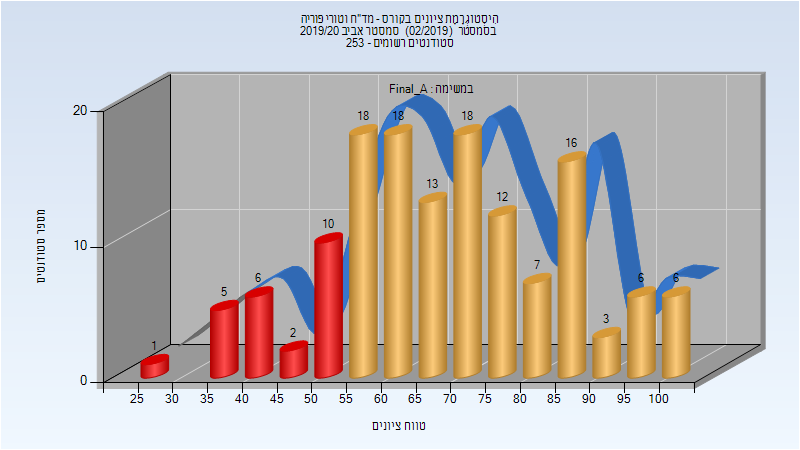 היסטוגרמת ציונים בקורס - מד"ח וטורי פוריה
בסמסטר (02/2019) סמסטר אביב 2019/20
סטודנטים רשומים - 253
במשימה : Final_A
20
10
0
מספר סטודנטים
1
5
6
2
10
18
18
13
18
12
7
16
3
6
6
25 30 35 40 45 50 55 60 65 70 75 80 85 90 95 100
טווח ציונים